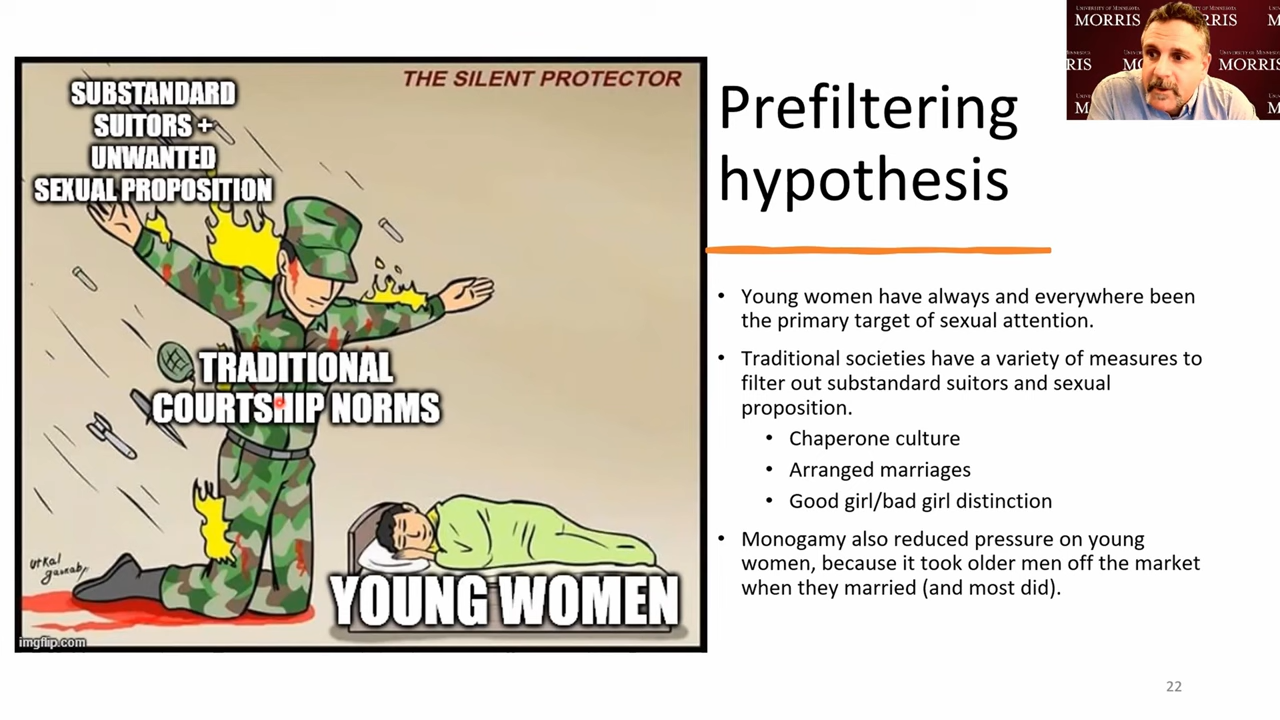 THE SILENT PROTECTOR
SUBSTANDARD
SUITORS +
UNWANTED
SEXUAL PROPOSITION
TRADITIONAL
COURTSHIP NORMS
YOUNG WOMEN
imgflip.com
Prefiltering
hypothesis
• Young women have always and everywhere been
the primary target of sexual attention.
• Traditional societies have a variety of measures to
filter out substandard suitors and sexual
proposition.
• Chaperone culture
• Arranged marriages
• Good girl/bad girl distinction
• Monogamy also reduced pressure on young
women, because it took older men off the market
when they married (and most did).
22
UNIVERSITY OF MINNESOTA
MORRIS
RRIS
MORRIS